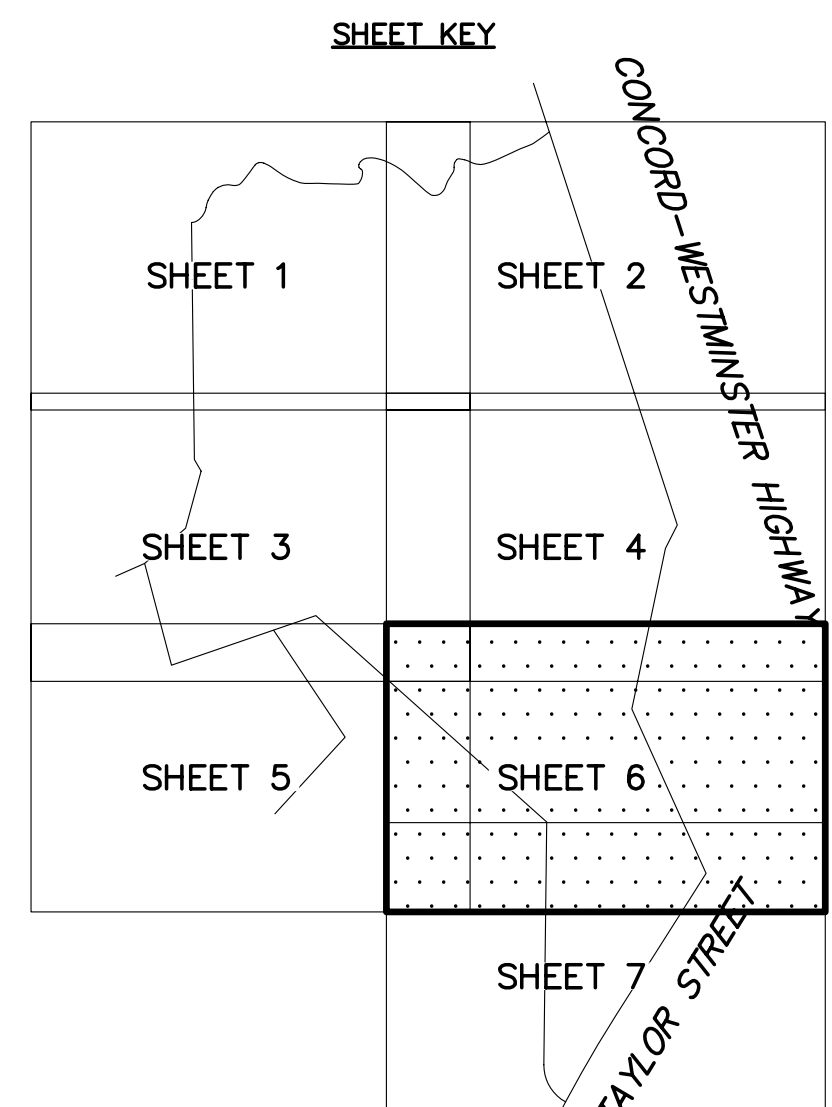 SHEET KEY
CONCORD-WESTMINSTER HIGHWAY
SHEET 1
SHEET 2
SHEET 3
SHEET 4
SHEET 5
SHEET 6
SHEET 7
TAYLOR STREET